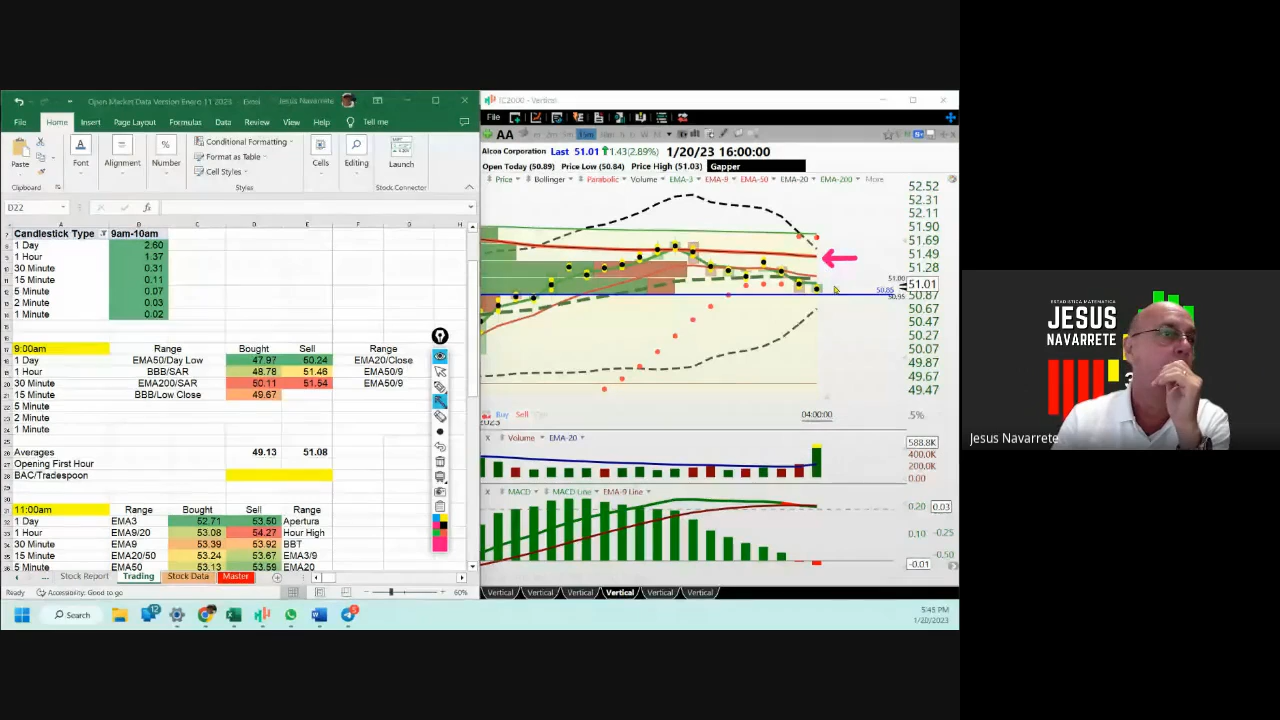 Open Market Data Version Enero 11 2023 - Excel
Jesus Navarrete
File Home Insert Page Layout Formulas Data Review View Help Tell me
Paste
Font
Alignment
Number
Conditional Formatting
Format as Table
Cell Styles
Cells
Editing
Launch
Clipboard
Styles
Stock Connector
D22
A B C D E F G H
Candlestick Type 9am-10am
1 Day 2.60
1 Hour 1.37
30 Minute 0.31
15 Minute 0.11
5 Minute 0.07
2 Minute 0.03
1 Minute 0.02
9:00am Range Bought Sell Range
1 Day EMA50/Day Low 47.97 50.24 EMA20/Close
1 Hour BBB/SAR 48.78 51.46 EMA50/9
30 Minute EMA200/SAR 50.11 51.54 EMA50/9
15 Minute BBB/Low Close 49.67
5 Minute
2 Minute
1 Minute
Averages 49.13 51.08
Opening First Hour
BAC/Tradespoon
11:00am Range Bought Sell Range
1 Day EMA3 52.71 53.50 Apertura
1 Hour EMA9/20 53.08 54.27 Hour High
30 Minute EMA9 53.39 53.92 BBT
15 Minute EMA20/50 53.24 53.67 EMA3/9
5 Minute 53.13 53.59 EMA20
Stock Report Trading Stock Data Master
Ready Accessibility: Good to go 60%
TC2000 - Vertical
File
AA
Alcoa Corporation Last 51.01 1.43(2.89%) 1/20/23 16:00:00
Open Today (50.89) Price Low (50.84) Price High (51.03) Gapper
Price Bollinger Parabolic Volume EMA-3 EMA-9 EMA-50 EMA-20 EMA-200 More
52.52
52.31
52.11
51.90
51.69
51.49
51.28
51.00
51.01
50.85
50.87
50.95
50.67
50.47
50.27
50.07
49.87
49.67
49.47
Buy Sell
04:00:00
.5%
2023
X Volume EMA-20
588.8K
400.0K
200.0K
0.00
X MACD MACD Line EMA-9 Line
0.20 0.03
0.10 -0.25
-0.50
-0.01
Vertical Vertical Vertical Vertical Vertical Vertical
Search
5:45 PM
1/20/2023
JESUS
NAVARRETE
Jesus Navarrete